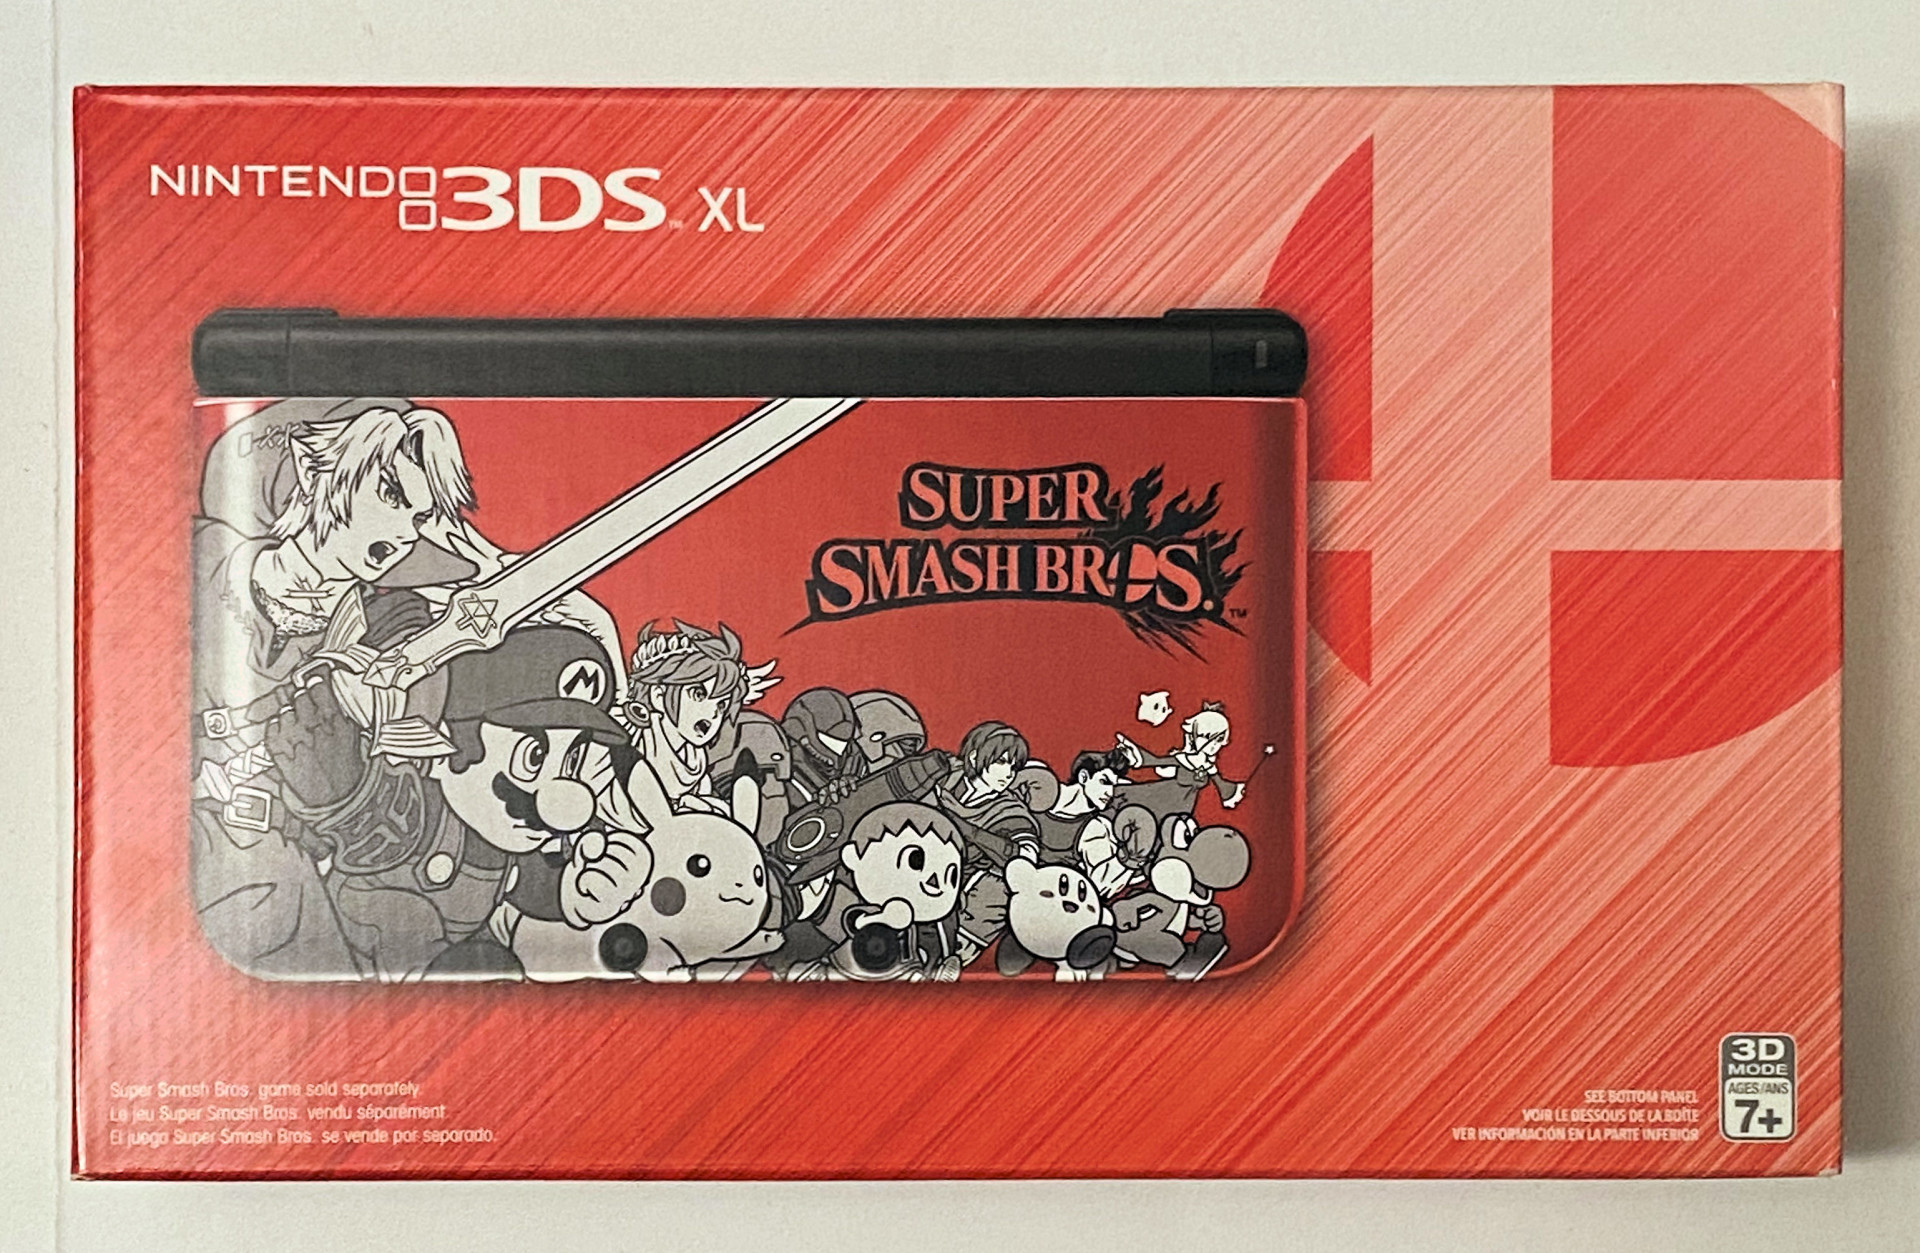 NINTENDO 3DS™ XL
SUPER
SMASH BROS.™
M
Super Smash Bros. game sold separately.
Le jeu Super Smash Bros. vendu séparément.
El juego Super Smash Bros. se vende por separado.
SEE BOTTOM PANEL
VOIR LE DESSOUS DE LA BOÎTE
VER INFORMACIÓN EN LA PARTE INFERIOR
3D
MODE
AGES/ANS
7+